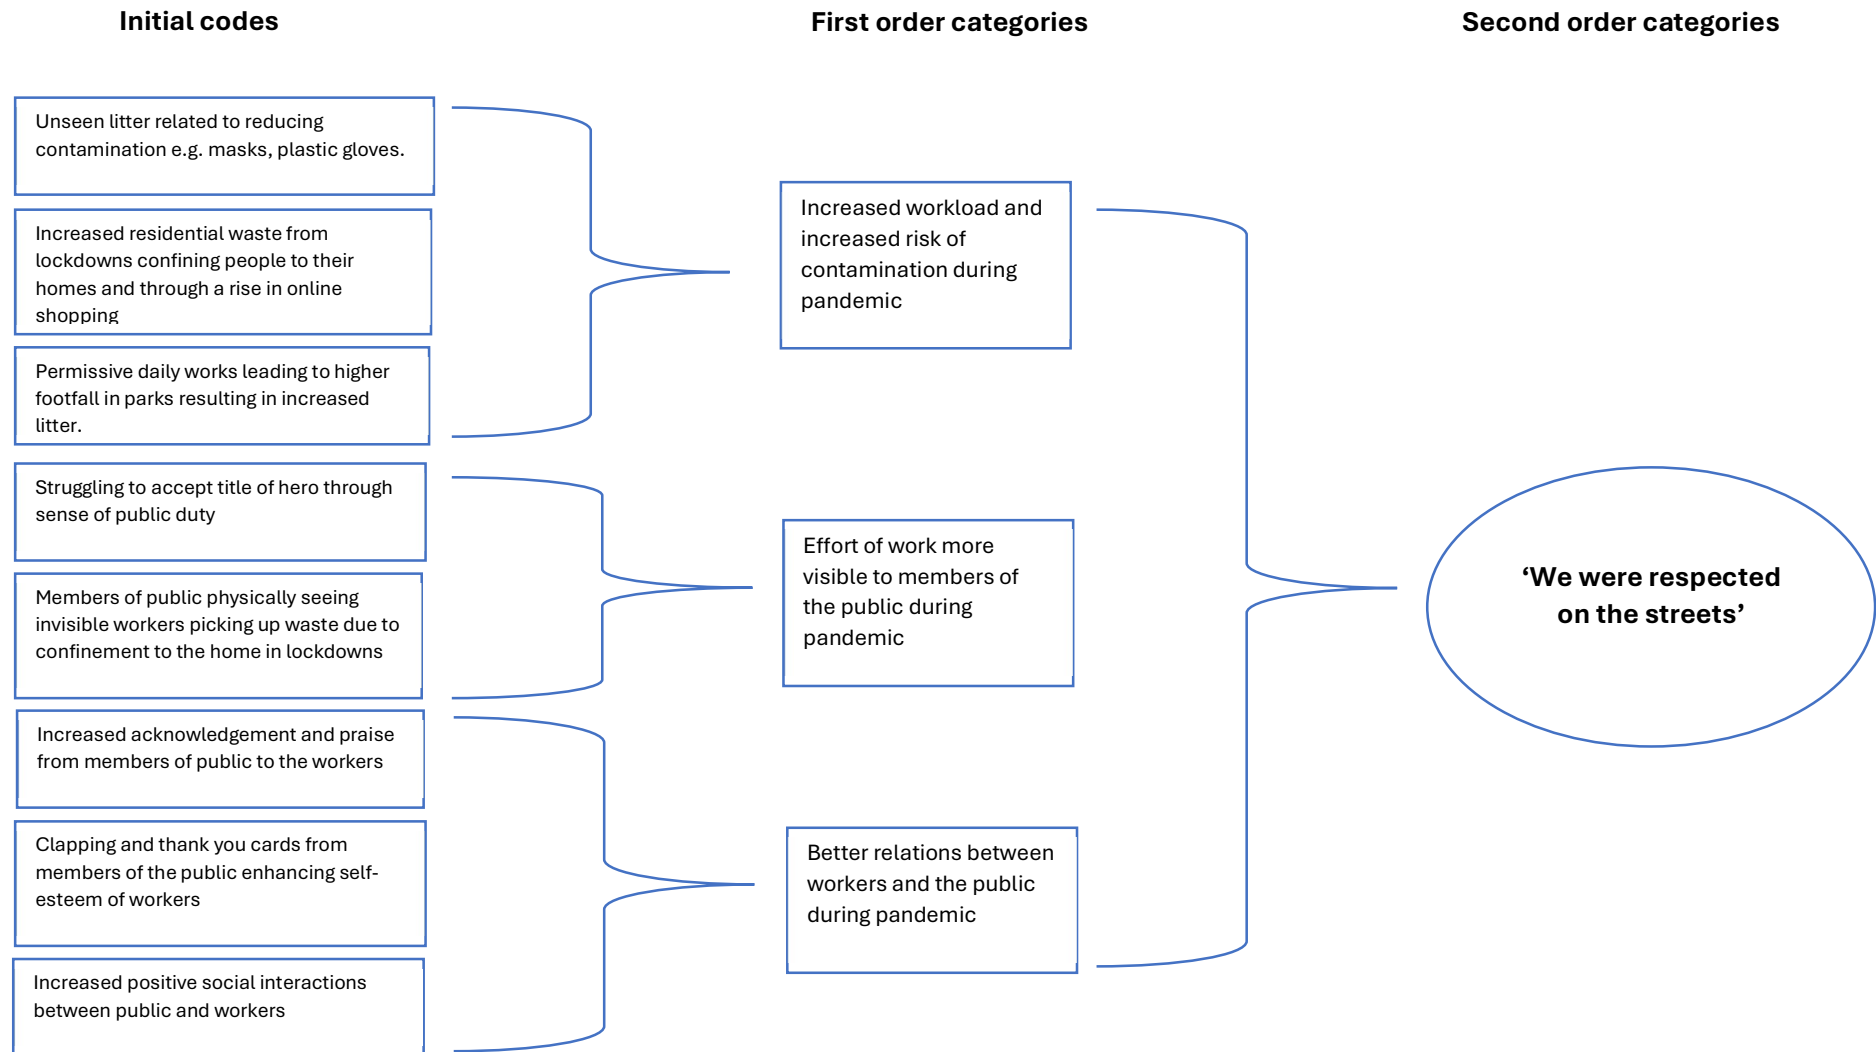 Initial codes
First order categories
Second order categories
Unseen litter related to reducing
contamination e.g. masks, plastic gloves.
Increased residential waste from
lockdowns confining people to their
homes and through a rise in online
shopping
Permissive daily works leading to higher
footfall in parks resulting in increased
litter.
Struggling to accept title of hero through
sense of public duty
Members of public physically seeing
invisible workers picking up waste due to
confinement to the home in lockdowns
Increased acknowledgement and praise
from members of public to the workers
Clapping and thank you cards from
members of the public enhancing self-
esteem of workers
Increased positive social interactions
between public and workers
Increased workload and
increased risk of
contamination during
pandemic
Effort of work more
visible to members of
the public during
pandemic
Better relations between
workers and the public
during pandemic
‘We were respected
on the streets’